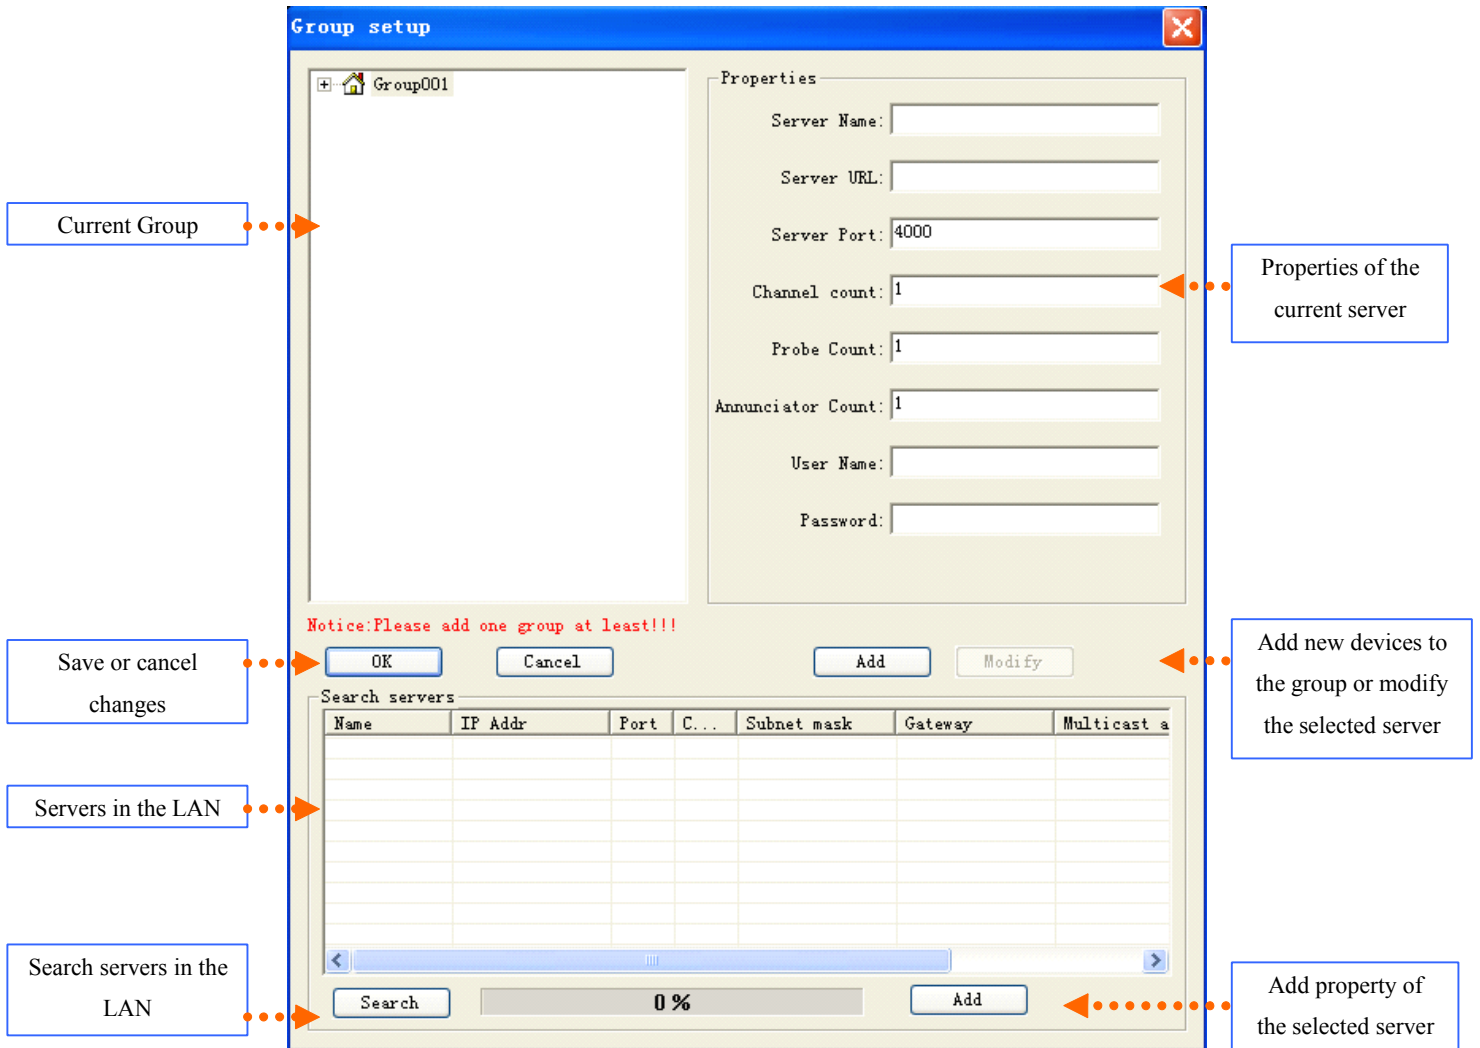 Group setup
Group001
Properties
Server Name:
Server URL:
Current Group
Server Port: 4000
Properties of the
current server
Channel count: 1
Probe Count: 1
Annunciator Count: 1
User Name:
Password:
Notice:Please add one group at least!!!
Save or cancel
changes
OK
Cancel
Add
Modify
Add new devices to
the group or modify
the selected server
Search servers
Name IP Addr Port C... Subnet mask Gateway Multicast a
Servers in the LAN
Search servers in the
LAN
Search
0 %
Add
Add property of
the selected server